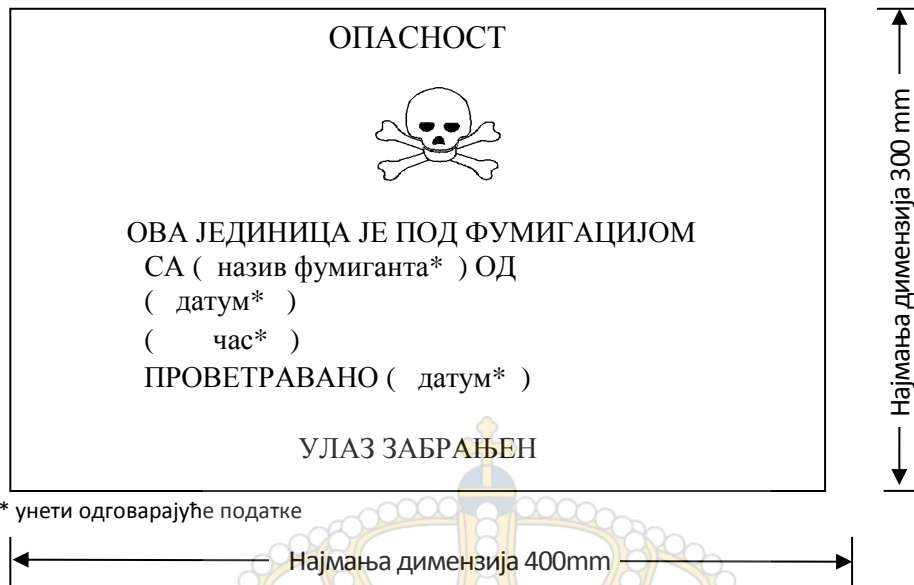 ОПАСНОСТ
ОВА ЈЕДИНИЦА ЈЕ ПОД ФУМИГАЦИЈОМ
СА ( назив фумиганта* ) ОД
( датум* )
( час* )
ПРОВЕТРАВАНО ( датум* )
УЛАЗ ЗАБРАЊЕН
Најмања димензија 300 mm
* унети одговарајуће податке
Најмања димензија 400mm